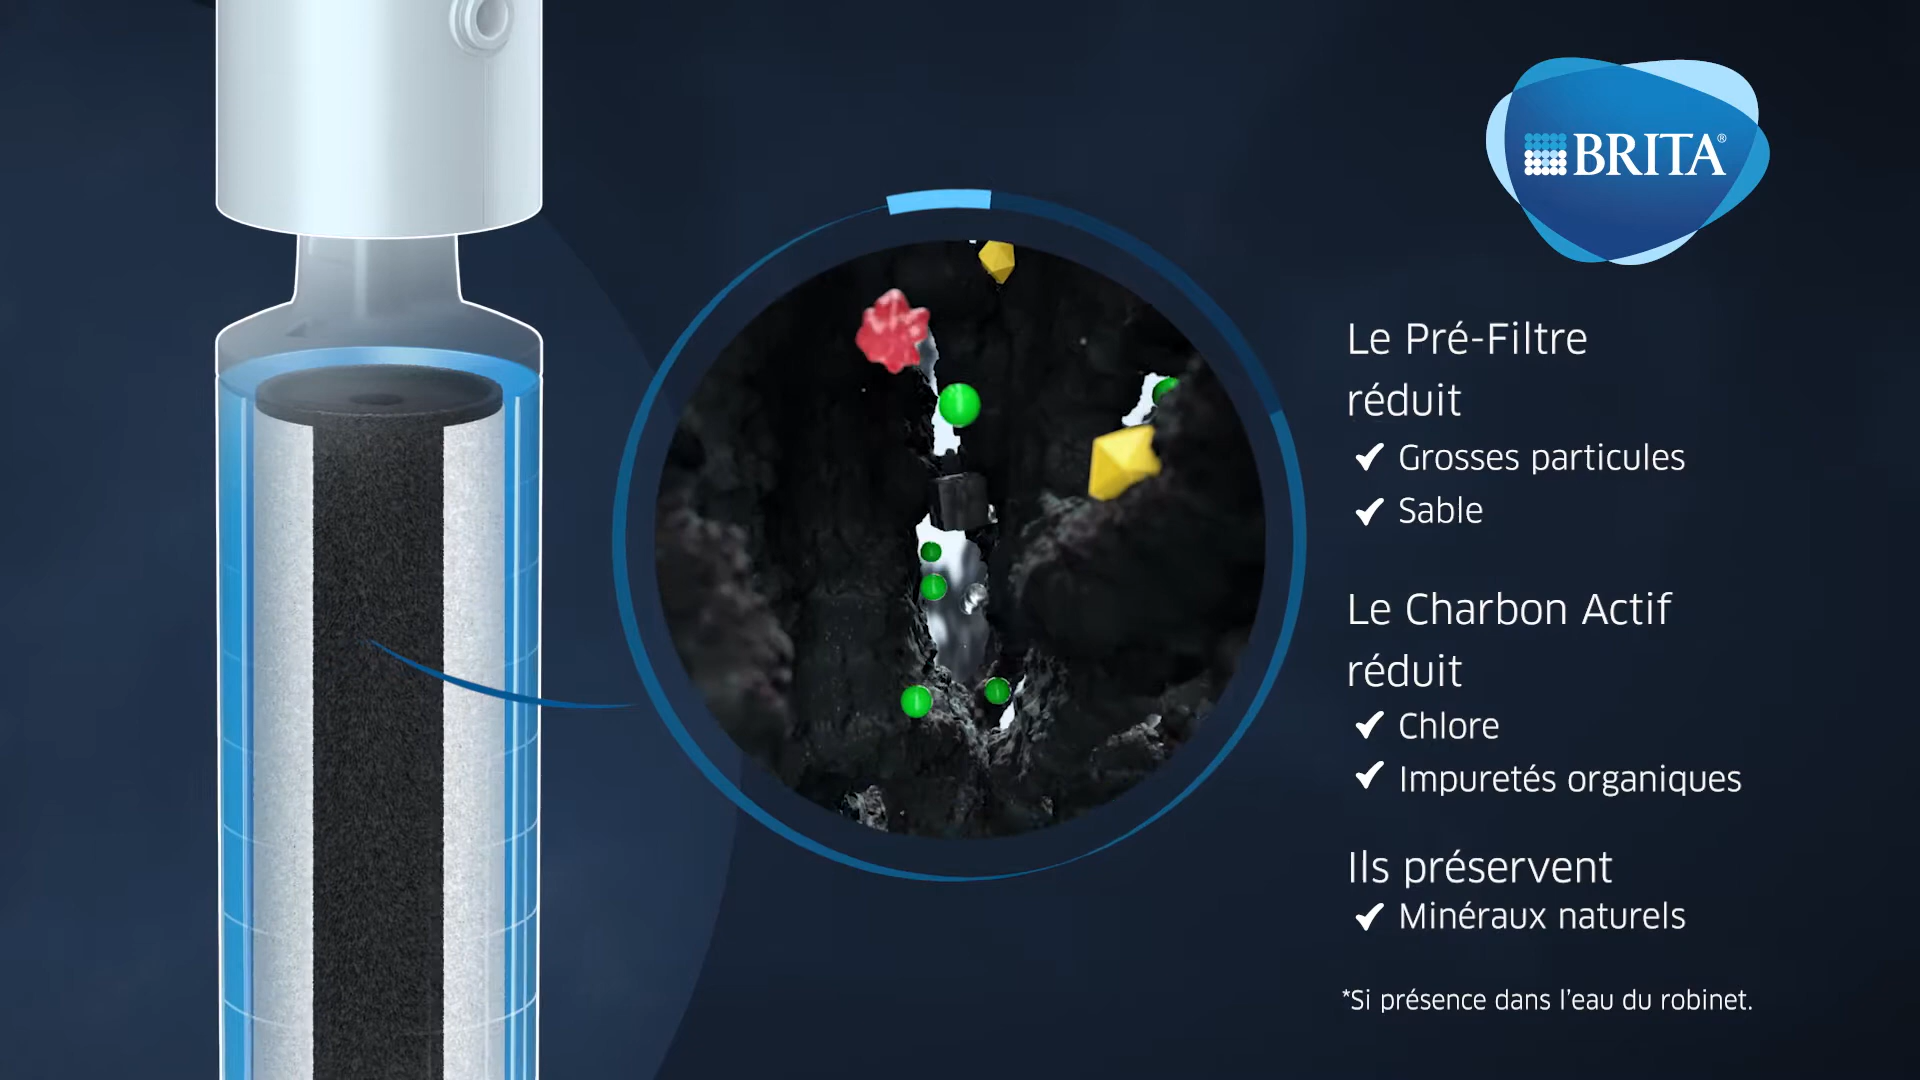 BRITA®
Le Pré-Filtre
réduit
✔ Grosses particules
✔ Sable
Le Charbon Actif
réduit
✔ Chlore
✔ Impuretés organiques
Ils préservent
✔ Minéraux naturels
*Si présence dans l'eau du robinet.